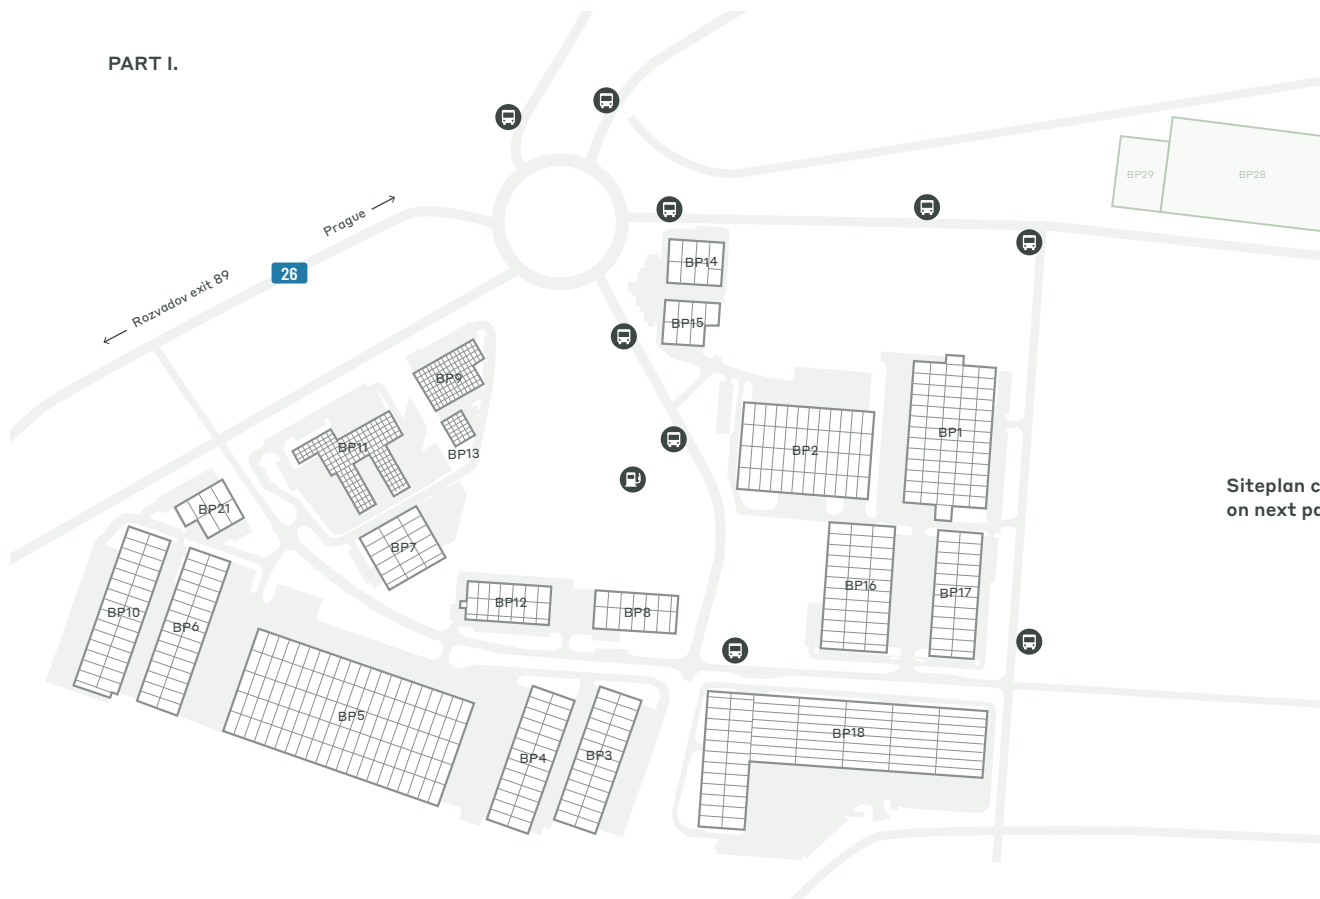 PART I.
BP29
BP28
Prague
Rozvadov exit 89
26
BP14
BP15
BP9
BP1
BP11
BP13
BP2
Siteplan c
on next pa
BP21
BP7
BP16
BP17
BP12
BP10
BP8
BP6
BP5
BP18
BP4
BP3